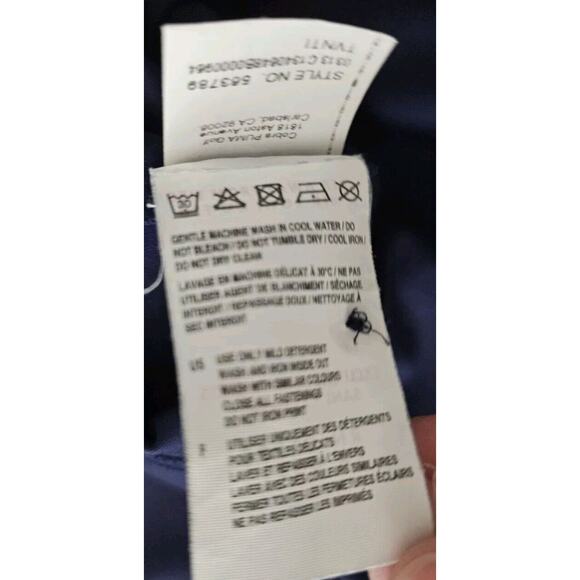 Cobra PUMA Golf
1818 Aston Avenue
Carlsbad, CA 92008
STYLE NO. 563789
0313 C1340648B0000964
TVNTI
30
GENTLE MACHINE WASH IN COOL WATER / DO
NOT BLEACH / DO NOT TUMBLE DRY / COOL IRON /
DO NOT DRY CLEAN
LAVAGE EN MACHINE DÉLICAT À 30°C / NE PAS
UTILISER AGENT DE BLANCHIMENT / SÉCHAGE
INTERDIT / REPASSAGE DOUX / NETTOYAGE À
SEC INTERDIT
US USE ONLY MILD DETERGENT
WASH AND IRON INSIDE OUT
WASH WITH SIMILAR COLOURS
CLOSE ALL FASTENINGS
DO NOT IRON PRINT
F UTILISER UNIQUEMENT DES DÉTERGENTS
POUR TEXTILES DÉLICATS
LAVER ET REPASSER À L'ENVERS
LAVER AVEC DES COULEURS SIMILAIRES
FERMER TOUTES LES FERMETURES ÉCLAIRS
NE PAS REPASSER LES IMPRIMÉS